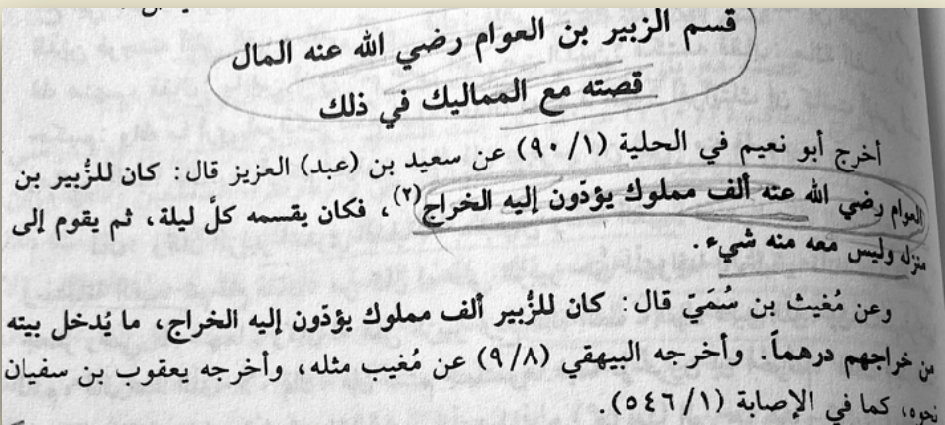 قسم الزبير بن العوام رضي الله عنه المال
قصته مع المماليك في ذلك
أخرج أبو نعيم في الحلية (٩٠/١) عن سعيد بن (عبد) العزيز قال: كان للزُّبير بن
العوام رضي الله عنه ألف مملوك يؤدّون إليه الخراج(٢)، فكان يقسمه كلَّ ليلة، ثم يقوم إلى
منزله وليس معه منه شيء.
وعن مُغيث بن سُمَيّ قال: كان للزُّبير ألف مملوك يؤدّون إليه الخراج، ما يُدخل بيته
من خراجهم درهماً. وأخرجه البيهقي (٩/٨) عن مُغيب مثله، وأخرجه يعقوب بن سفيان
نحوه، كما في الإصابة (٥٤٦/١).